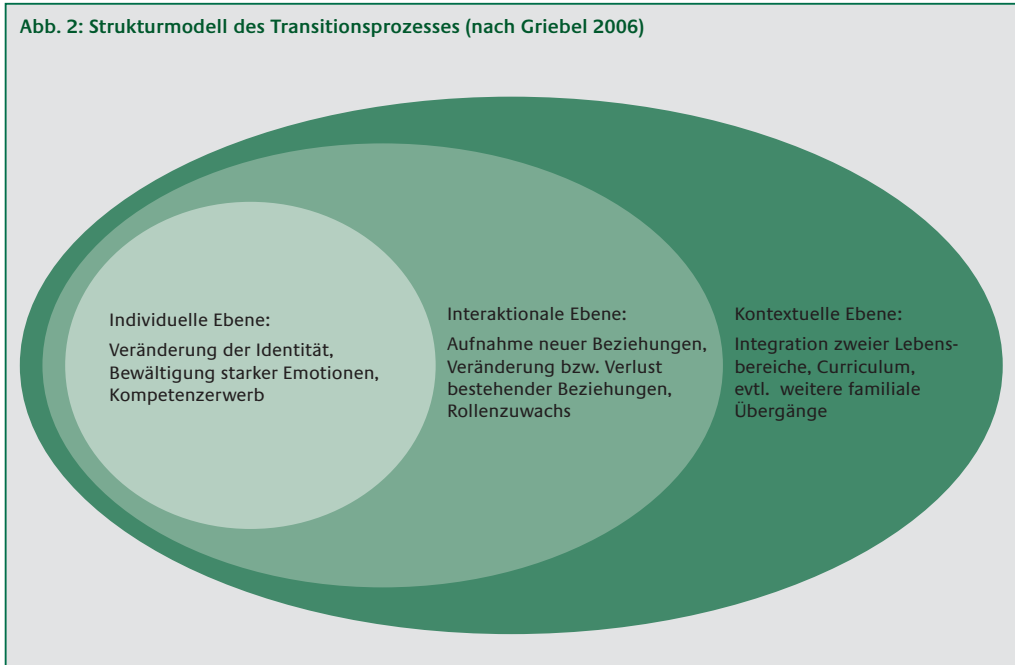 Abb. 2: Strukturmodell des Transitionsprozesses (nach Griebel 2006)
Individuelle Ebene:
Veränderung der Identität,
Bewältigung starker Emotionen,
Kompetenzerwerb
Interaktionale Ebene:
Aufnahme neuer Beziehungen,
Veränderung bzw. Verlust
bestehender Beziehungen,
Rollenzuwachs
Kontextuelle Ebene:
Integration zweier Lebens-
bereiche, Curriculum,
evtl. weitere familiale
Übergänge